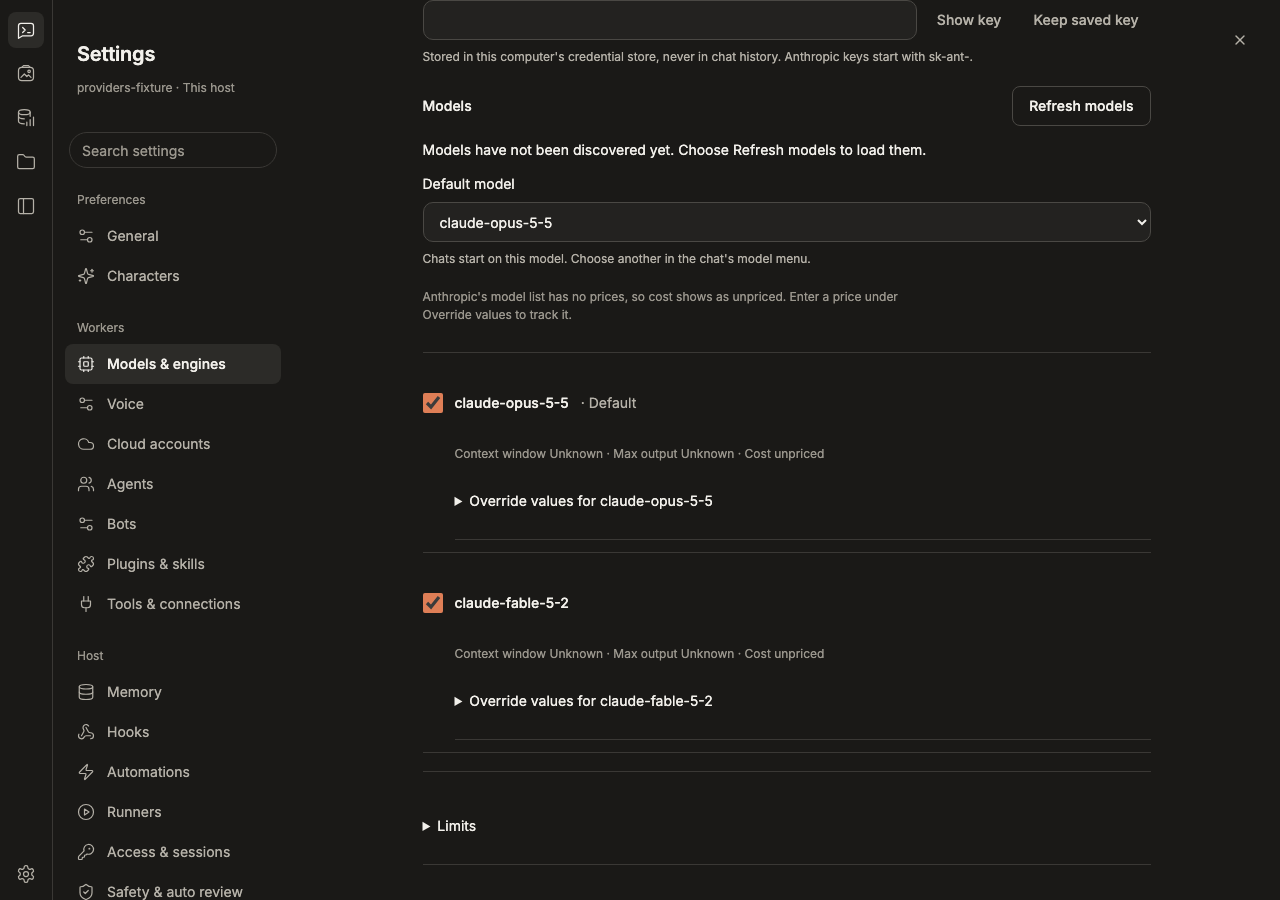 Settings
providers-fixture · This host
Search settings
Preferences
General
Characters
Workers
Models & engines
Voice
Cloud accounts
Agents
Bots
Plugins & skills
Tools & connections
Host
Memory
Hooks
Automations
Runners
Access & sessions
Safety & auto review
Show key
Keep saved key
Stored in this computer's credential store, never in chat history. Anthropic keys start with sk-ant-.
Models
Refresh models
Models have not been discovered yet. Choose Refresh models to load them.
Default model
claude-opus-5-5
Chats start on this model. Choose another in the chat's model menu.
Anthropic's model list has no prices, so cost shows as unpriced. Enter a price under
Override values to track it.
claude-opus-5-5 · Default
Context window Unknown · Max output Unknown · Cost unpriced
Override values for claude-opus-5-5
claude-fable-5-2
Context window Unknown · Max output Unknown · Cost unpriced
Override values for claude-fable-5-2
Limits